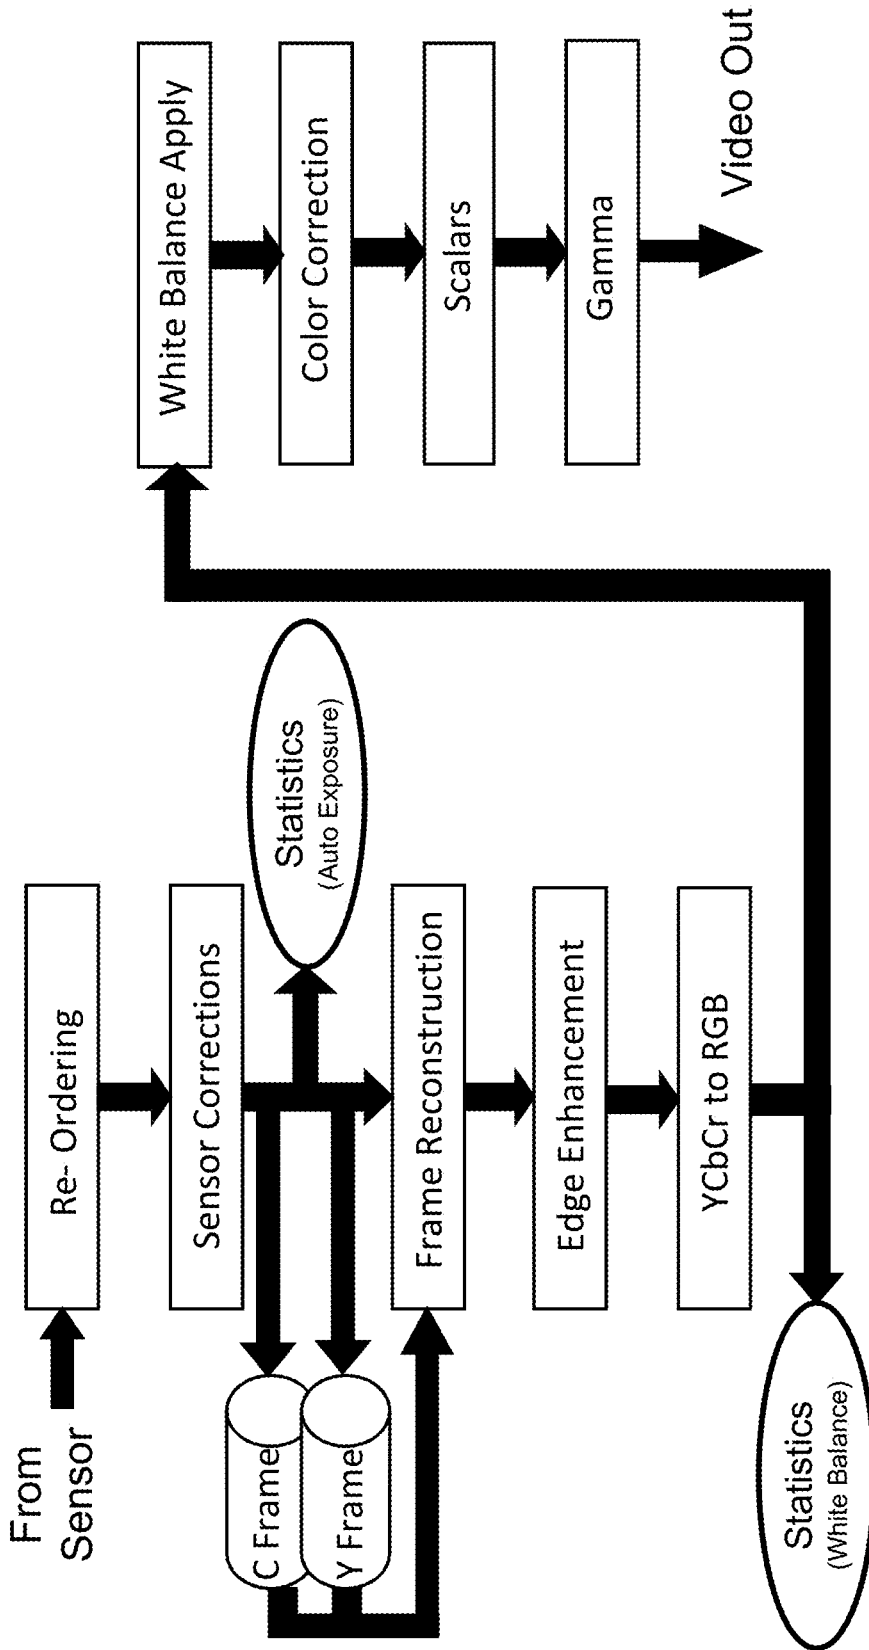 From
Sensor
Re- Ordering
Sensor Corrections
C Frame
Y Frame
Statistics
(Auto Exposure)
Frame Reconstruction
Edge Enhancement
YCbCr to RGB
Statistics
(White Balance)
White Balance Apply
Color Correction
Scalars
Gamma
Video Out